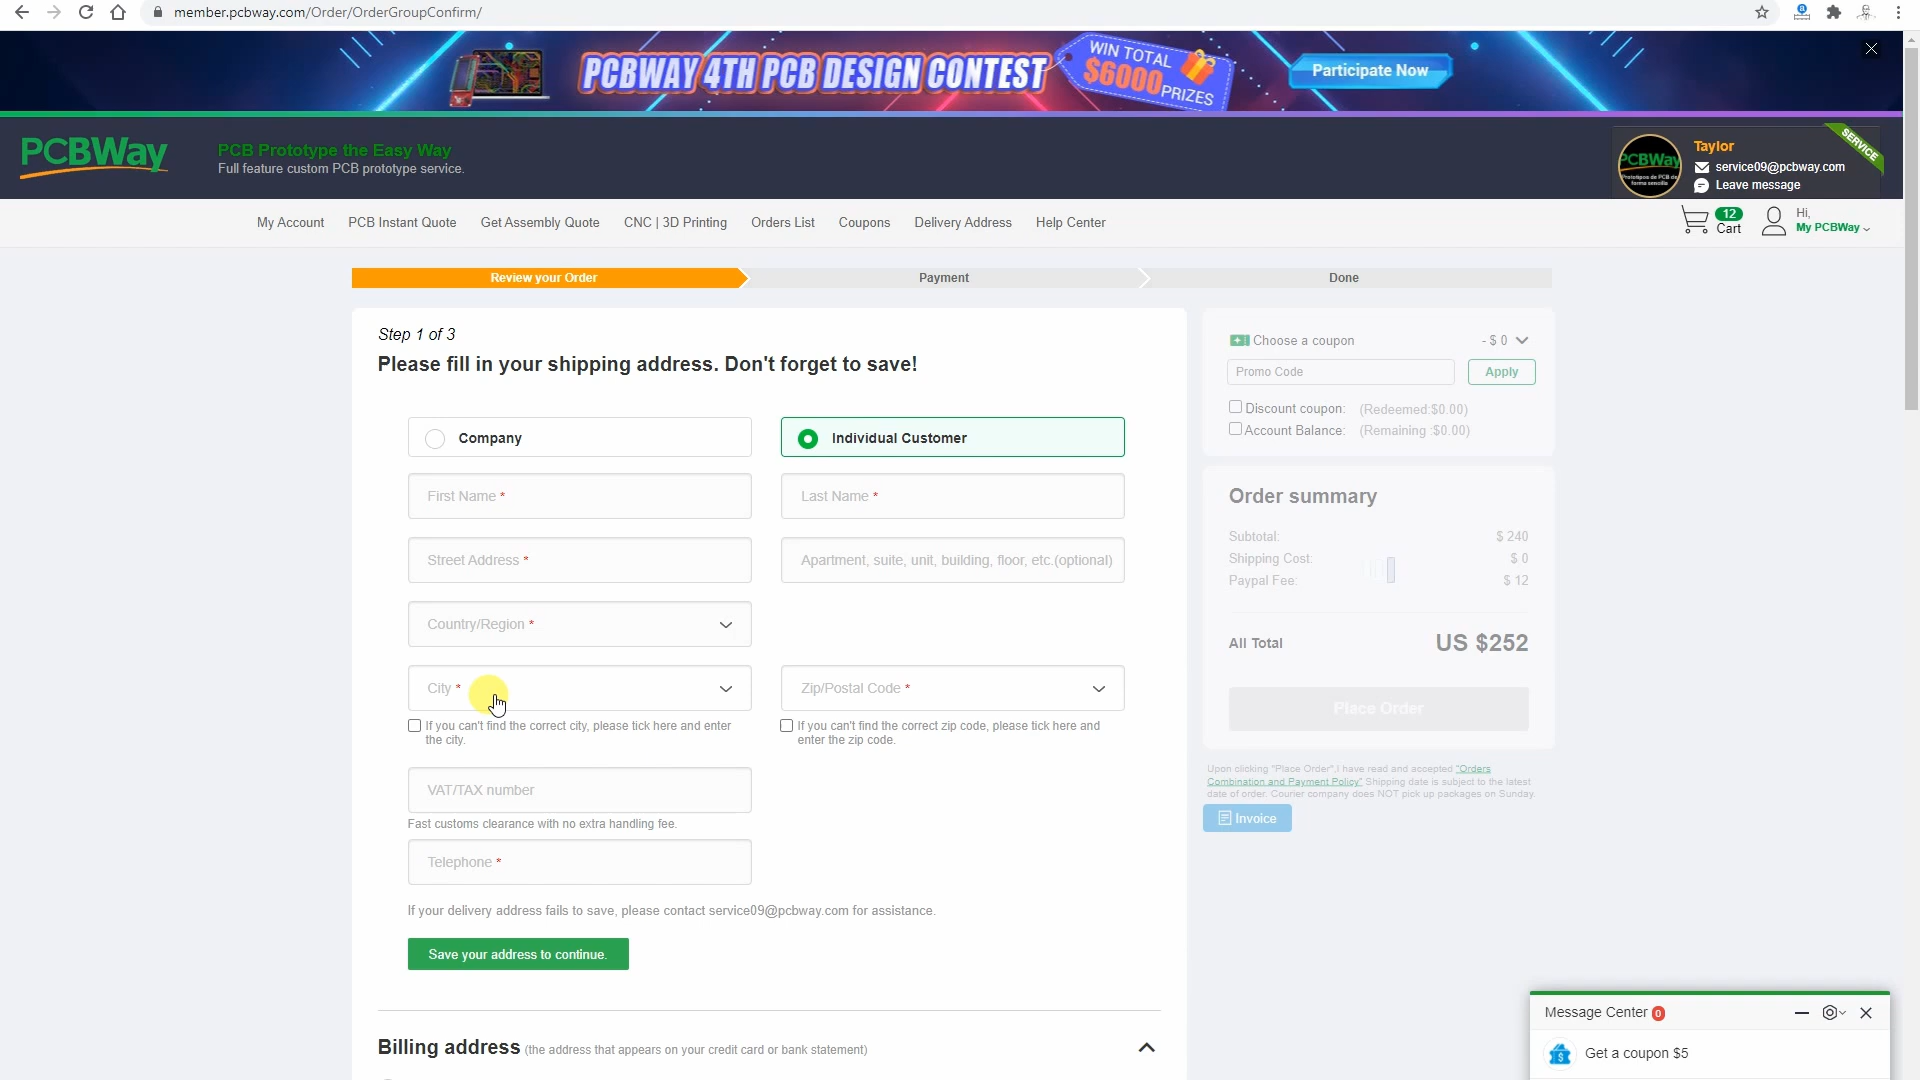 member.pcbway.com/Order/OrderGroupConfirm/
PCBWAY 4TH PCB DESIGN CONTEST
WIN TOTAL
$6000
PRIZES
Participate Now
PCBWay
PCB Prototype the Easy Way
Full feature custom PCB prototype service.
PCBWay
Prototipos de PCB de
forma sencilla
Taylor
service09@pcbway.com
Leave message
SERVICE
My Account
PCB Instant Quote
Get Assembly Quote
CNC | 3D Printing
Orders List
Coupons
Delivery Address
Help Center
12
Cart
Hi,
My PCBWay
Review your Order
Payment
Done
Step 1 of 3
Please fill in your shipping address. Don't forget to save!
Company
Individual Customer
First Name *
Last Name *
Street Address *
Apartment, suite, unit, building, floor, etc.(optional)
Country/Region *
City *
Zip/Postal Code *
If you can't find the correct city, please tick here and enter
the city.
If you can't find the correct zip code, please tick here and
enter the zip code.
VAT/TAX number
Fast customs clearance with no extra handling fee.
Telephone *
If your delivery address fails to save, please contact service09@pcbway.com for assistance.
Save your address to continue.
Billing address (the address that appears on your credit card or bank statement)
Choose a coupon
- $ 0
Promo Code
Apply
Discount coupon: (Redeemed:$0.00)
Account Balance: (Remaining :$0.00)
Order summary
Subtotal: $ 240
Shipping Cost: $ 0
Paypal Fee: $ 12
All Total US $252
Place Order
Upon clicking "Place Order",I have read and accepted "Orders
Combination and Payment Policy" Shipping date is subject to the latest
date of order. Courier company does NOT pick up packages on Sunday.
Invoice
Message Center 0
Get a coupon $5